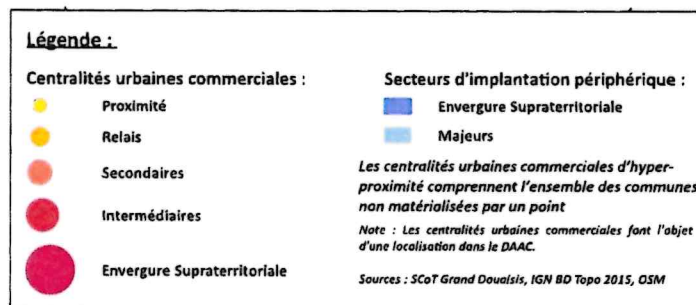 Légende :
Centralités urbaines commerciales :
Proximité
Relais
Secondaires
Intermédiaires
Envergure Supraterritoriale
Secteurs d'implantation périphérique :
Envergure Supraterritoriale
Majeurs
Les centralités urbaines commerciales d'hyper-
proximité comprennent l'ensemble des communes
non matérialisées par un point
Note : Les centralités urbaines commerciales font l'objet
d'une localisation dans le DAAC.
Sources : SCoT Grand Douaisis, IGN BD Topo 2015, OSM